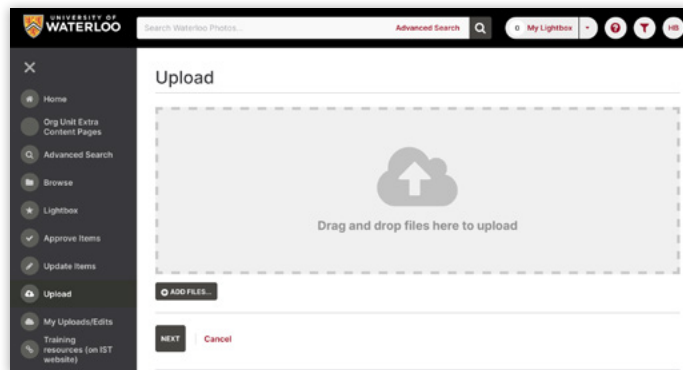 UNIVERSITY OF
WATERLOO
Search Waterloo Photos...
Advanced Search
0 My Lightbox
?
HB
Home
Org Unit Extra
Content Pages
Advanced Search
Browse
Lightbox
Approve Items
Update Items
Upload
My Uploads/Edits
Training
resources (on IST
website)
Upload
Drag and drop files here to upload
ADD FILES...
NEXT
Cancel